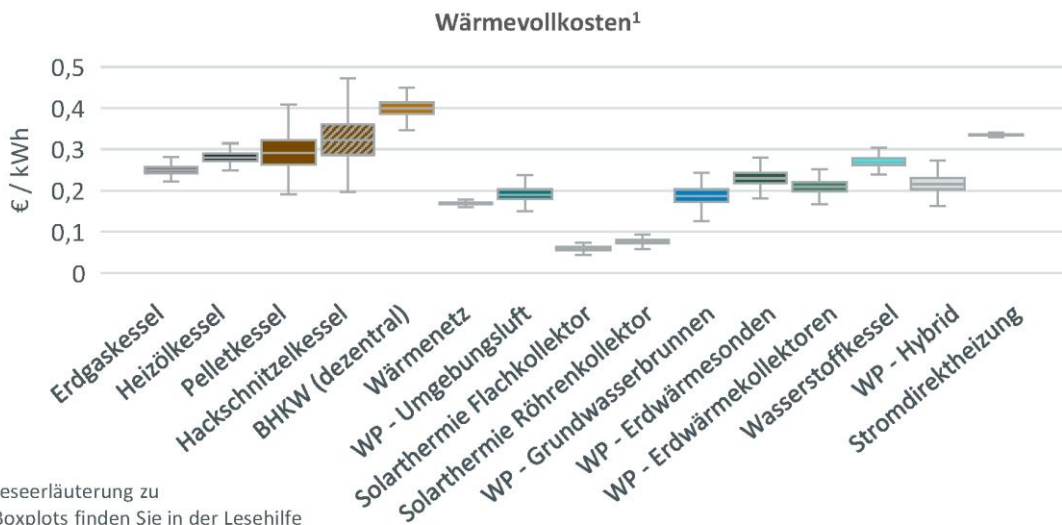 Wärmevollkosten¹
0,5
0,4
0,3
0,2
0,1
0
€ / kWh
Erdgaskessel
Heizölkessel
Pelletkessel
Hackschnitzelkessel
BHKW (dezentral)
Wärmenetz
WP - Umgebungsluft
Solarthermie Flachkollektor
Solarthermie Röhrenkollektor
WP - Grundwasserbrunnen
WP - Erdwärmesonden
WP - Erdwärmekollektoren
Wasserstoffkessel
WP - Hybrid
Stromdirektheizung
eseerläuterung zu
Boxplots finden Sie in der Lesehilfe